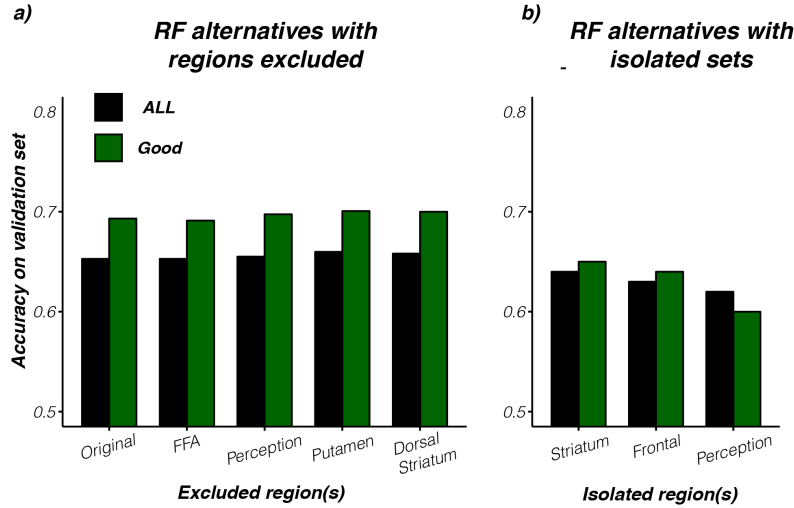 a)
RF alternatives with
regions excluded
ALL
Good
Accuracy on validation set
0.8
0.7
0.6
0.5
Original
FFA
Perception
Putamen
Dorsal
Striatum
Excluded region(s)
b)
RF alternatives with
isolated sets
-
0.8
0.7
0.6
0.5
Striatum
Frontal
Perception
Isolated region(s)